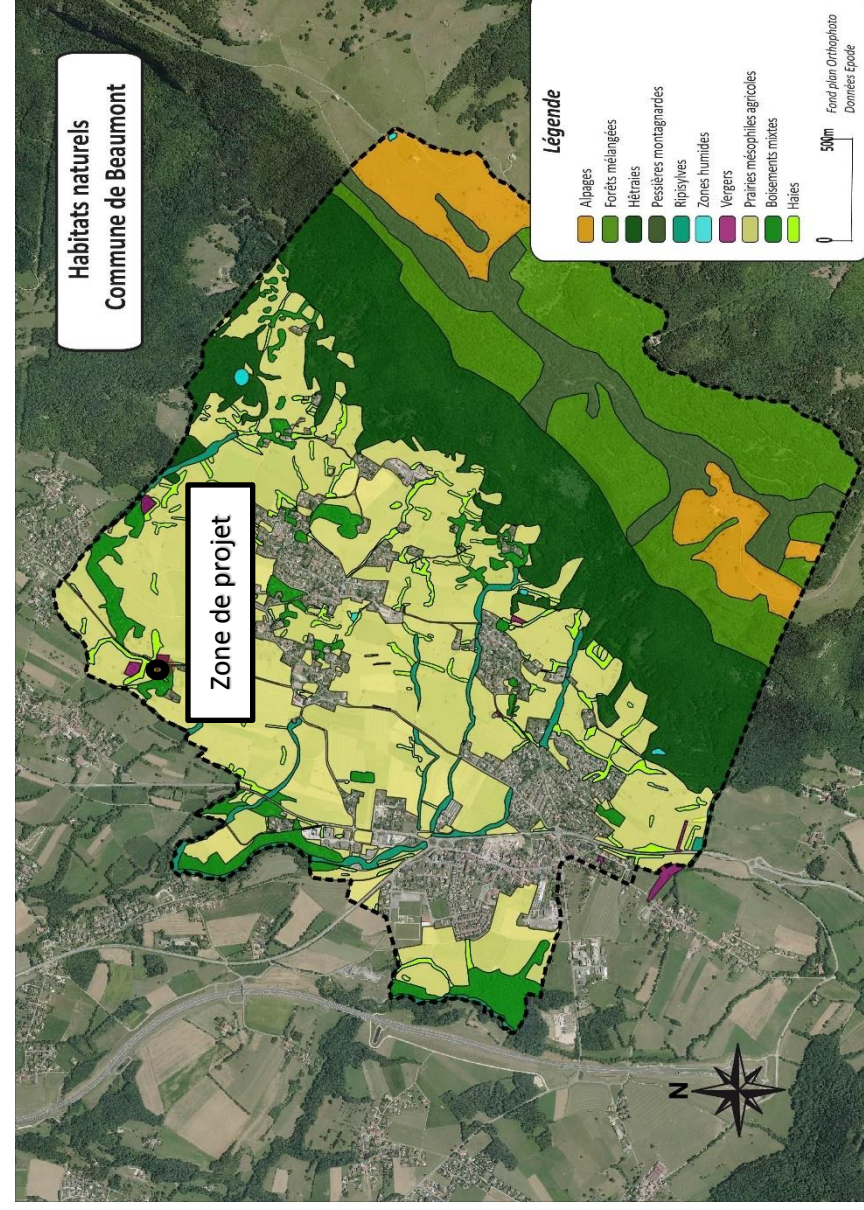 Habitats naturels
Commune de Beaumont
Zone de projet
Légende
Alpages
Forêts mélangées
Hêtraies
Pessières montagnardes
Ripisylves
Zones humides
Vergers
Prairies mésophiles agricoles
Boisements mixtes
Haies
0 500m
Fond plan Orthophoto
Données Epode
N